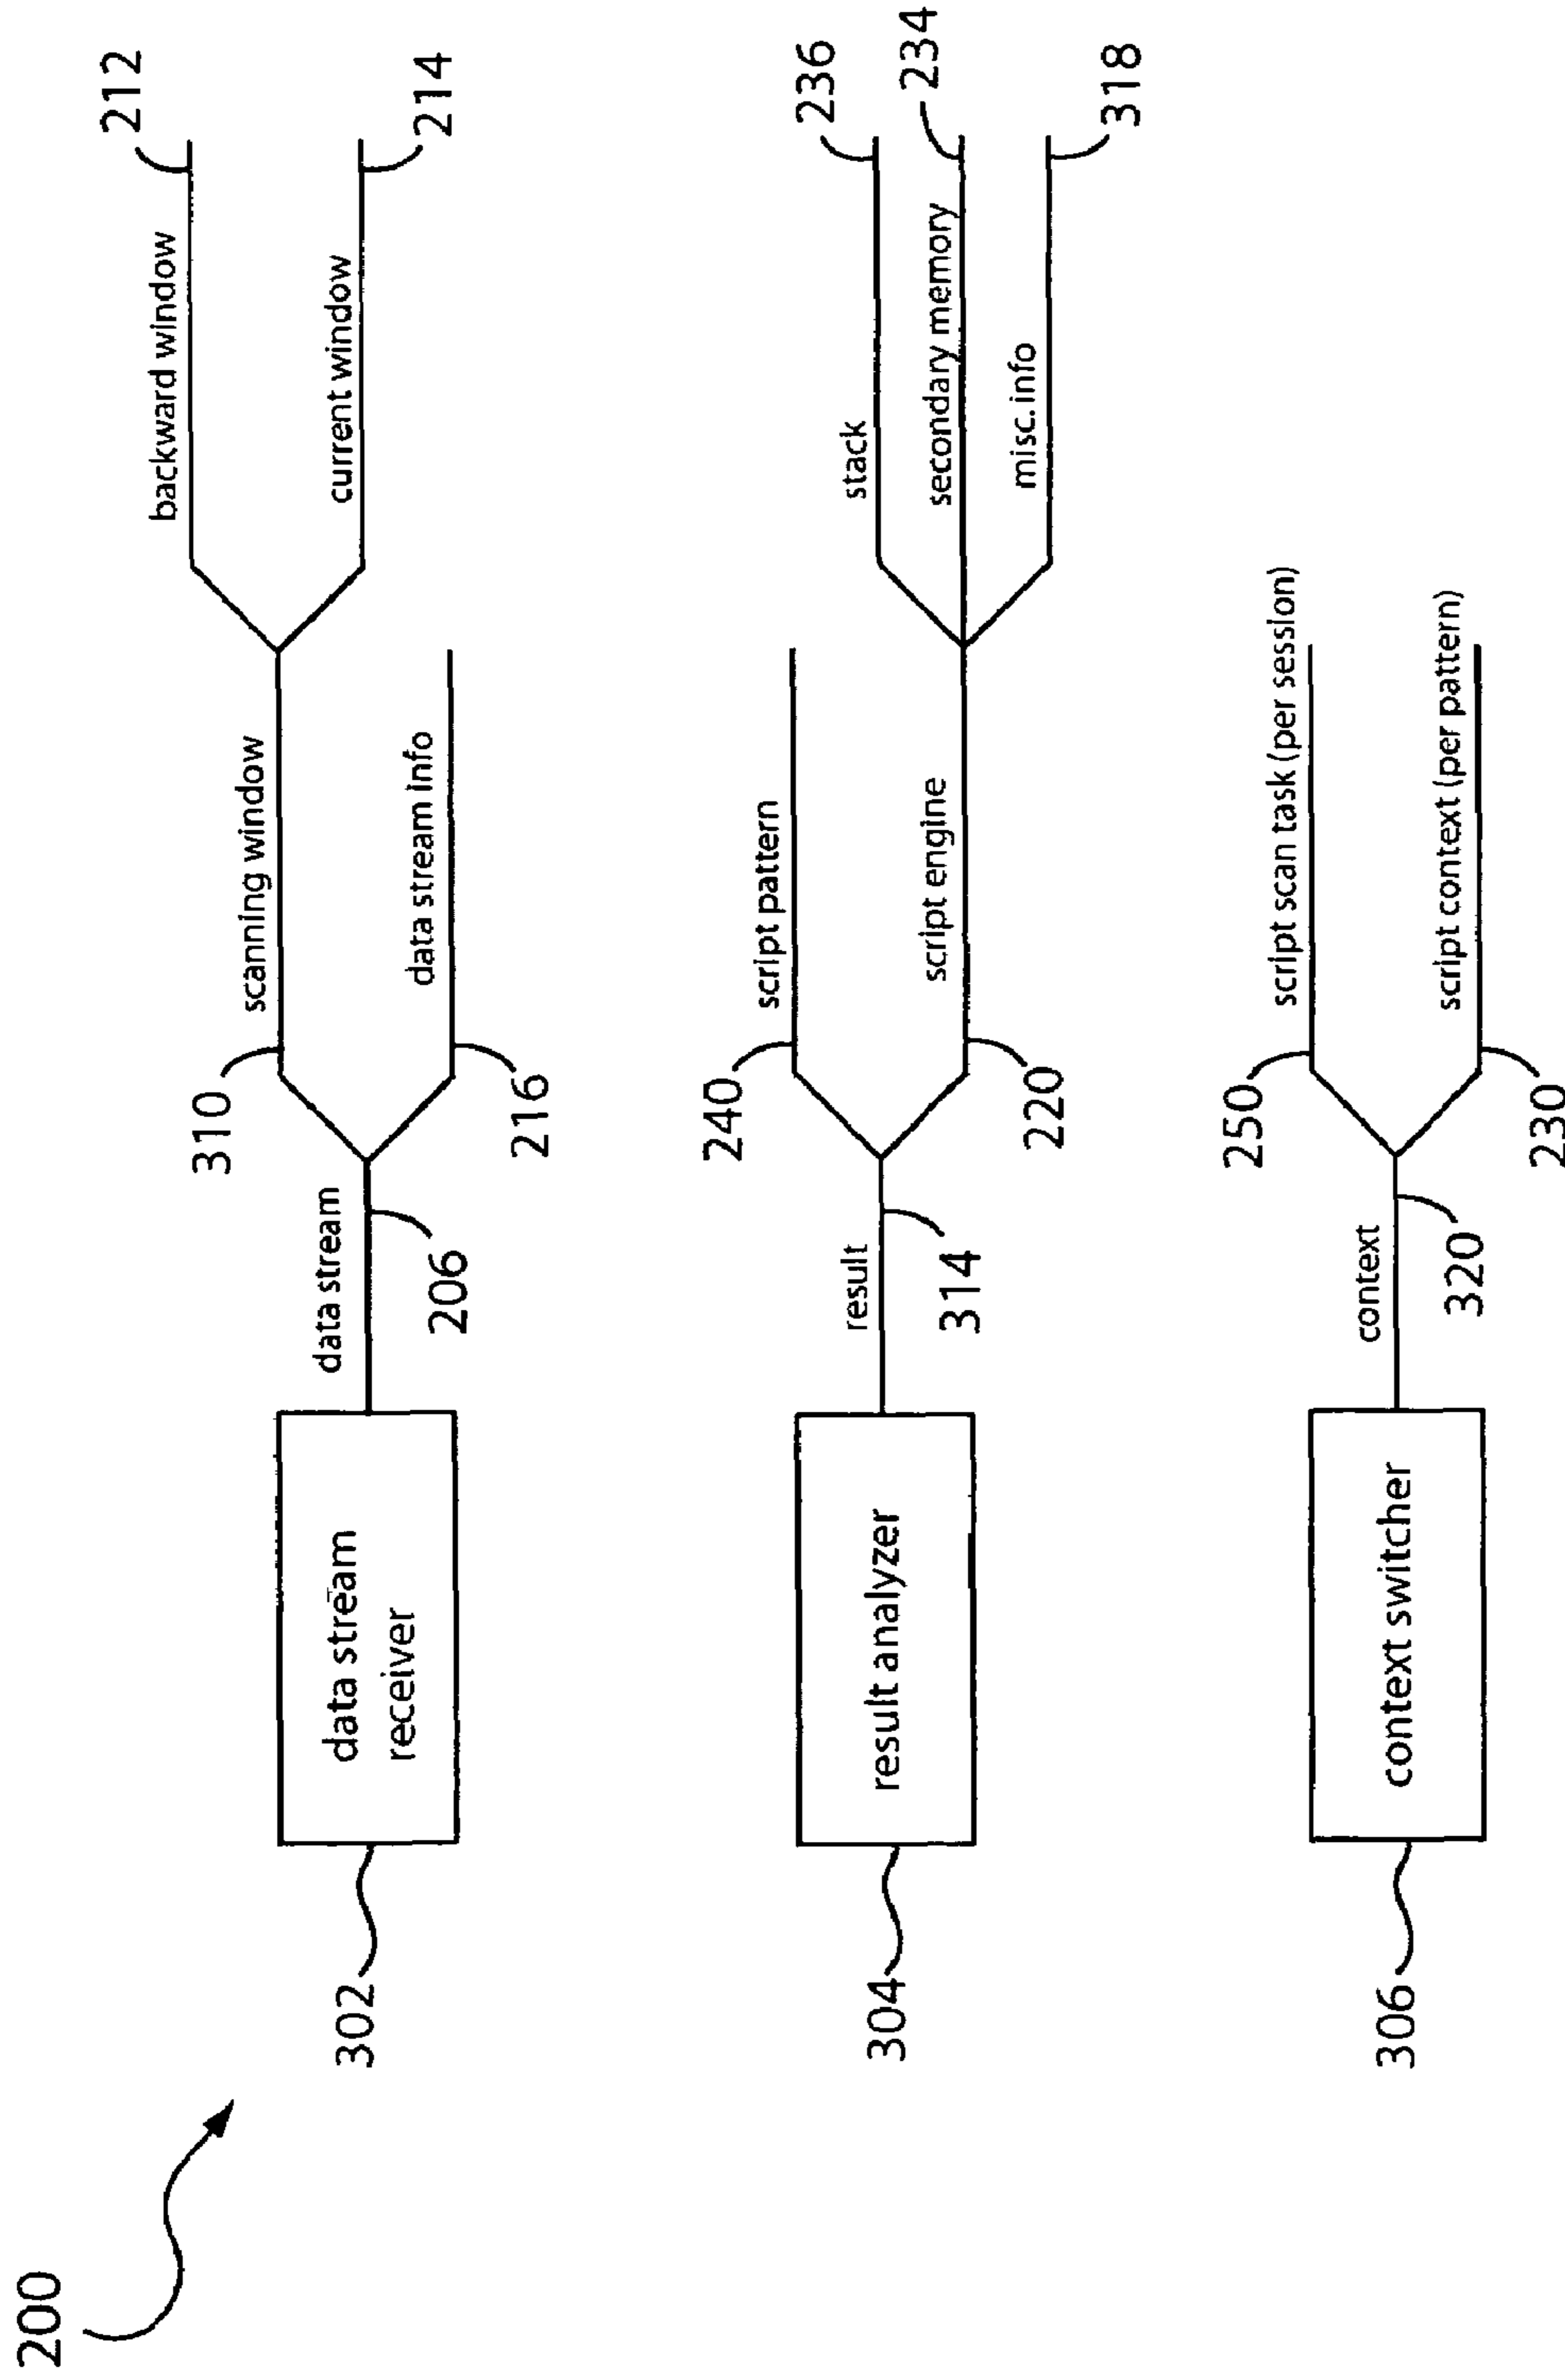 200
302
data stream
receiver
data stream
206
310
scanning window
216
data stream info
backward window
212
current window
214
304
result analyzer
result
314
240
script pattern
220
script engine
stack
236
secondary memory
234
misc. info
318
306
context switcher
context
320
250
script scan task (per session)
230
script context (per pattern)